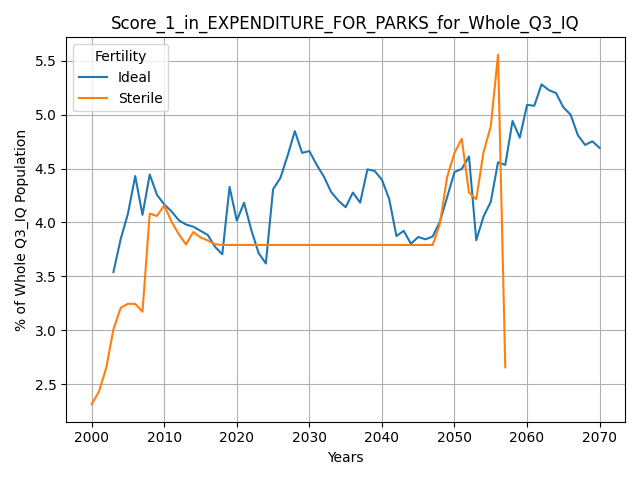 Score_1_in_EXPENDITURE_FOR_PARKS_for_Whole_Q3_IQ
Fertility
Ideal
Sterile
% of Whole Q3_IQ Population
5.5
5.0
4.5
4.0
3.5
3.0
2.5
2000 2010 2020 2030 2040 2050 2060 2070
Years